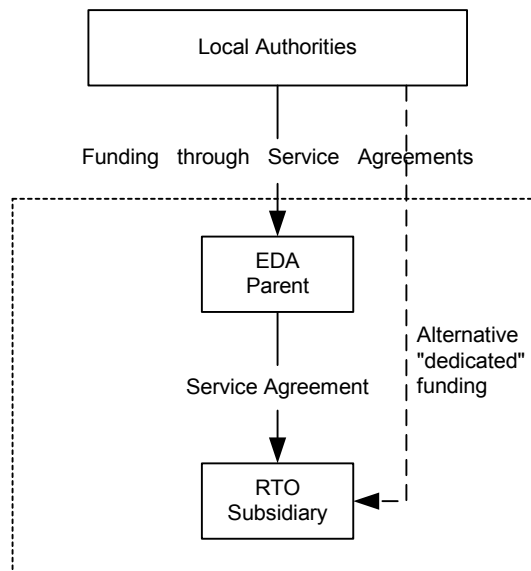 Local Authorities
Funding through Service Agreements
EDA
Parent
Alternative
"dedicated"
funding
Service Agreement
RTO
Subsidiary